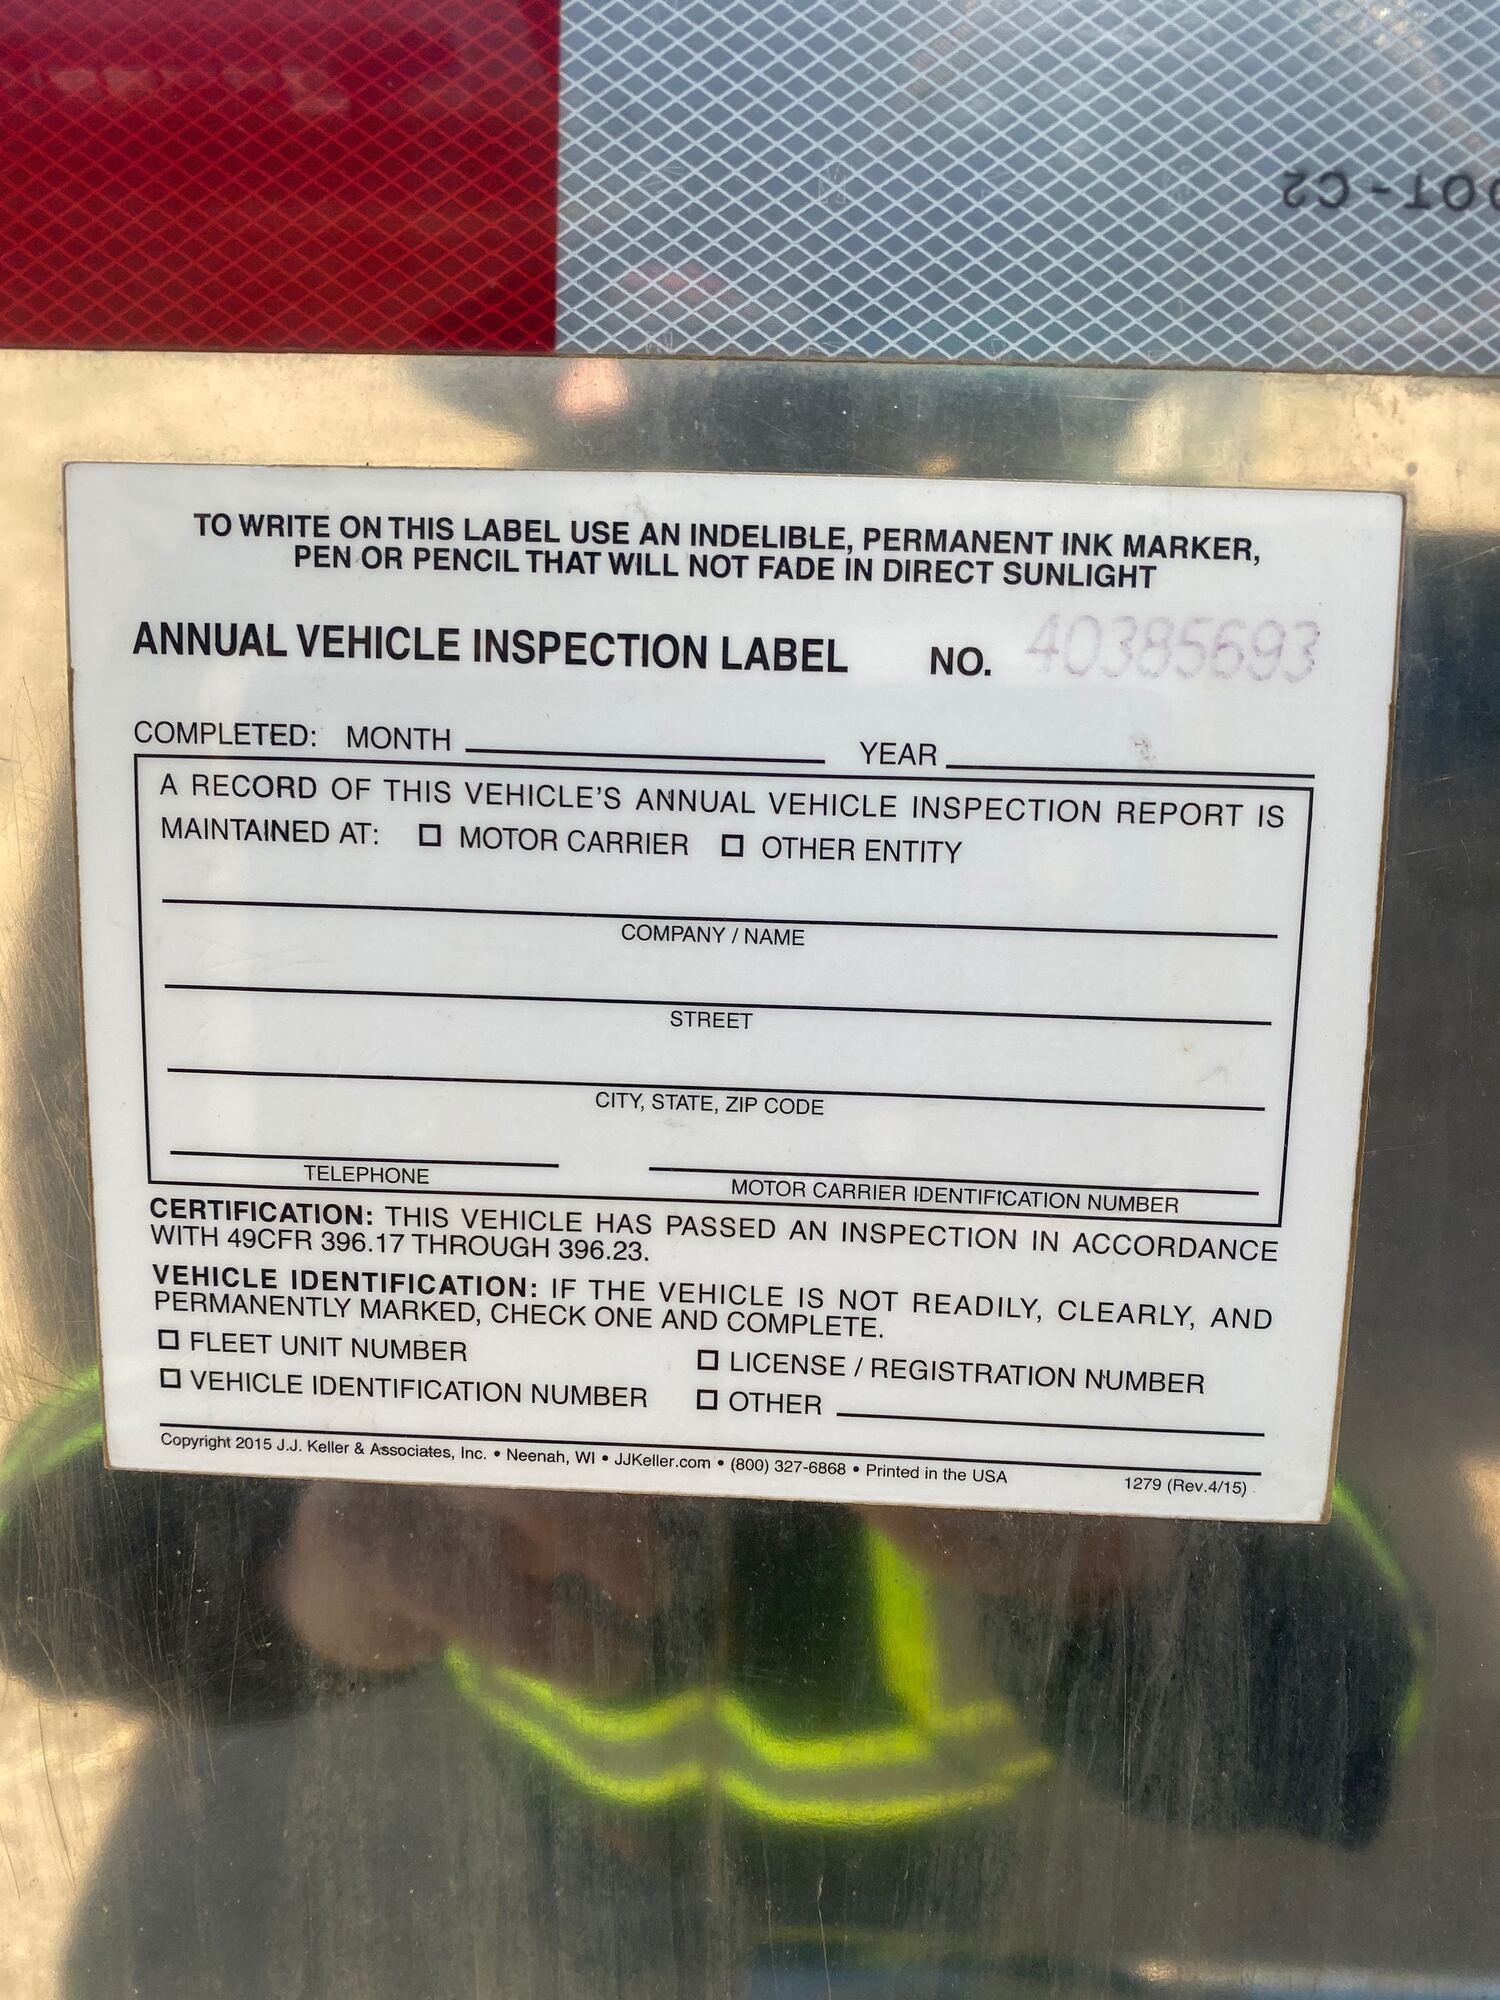 DOT-C2
TO WRITE ON THIS LABEL USE AN INDELIBLE, PERMANENT INK MARKER,
PEN OR PENCIL THAT WILL NOT FADE IN DIRECT SUNLIGHT
ANNUAL VEHICLE INSPECTION LABEL NO. 40385693
COMPLETED: MONTH YEAR
A RECORD OF THIS VEHICLE'S ANNUAL VEHICLE INSPECTION REPORT IS
MAINTAINED AT: MOTOR CARRIER OTHER ENTITY
COMPANY / NAME
STREET
CITY, STATE, ZIP CODE
TELEPHONE MOTOR CARRIER IDENTIFICATION NUMBER
CERTIFICATION: THIS VEHICLE HAS PASSED AN INSPECTION IN ACCORDANCE
WITH 49CFR 396.17 THROUGH 396.23.
VEHICLE IDENTIFICATION: IF THE VEHICLE IS NOT READILY, CLEARLY, AND
PERMANENTLY MARKED, CHECK ONE AND COMPLETE.
FLEET UNIT NUMBER LICENSE / REGISTRATION NUMBER
VEHICLE IDENTIFICATION NUMBER OTHER
Copyright 2015 J.J. Keller & Associates, Inc. • Neenah, WI • JJKeller.com • (800) 327-6868 • Printed in the USA 1279 (Rev.4/15)